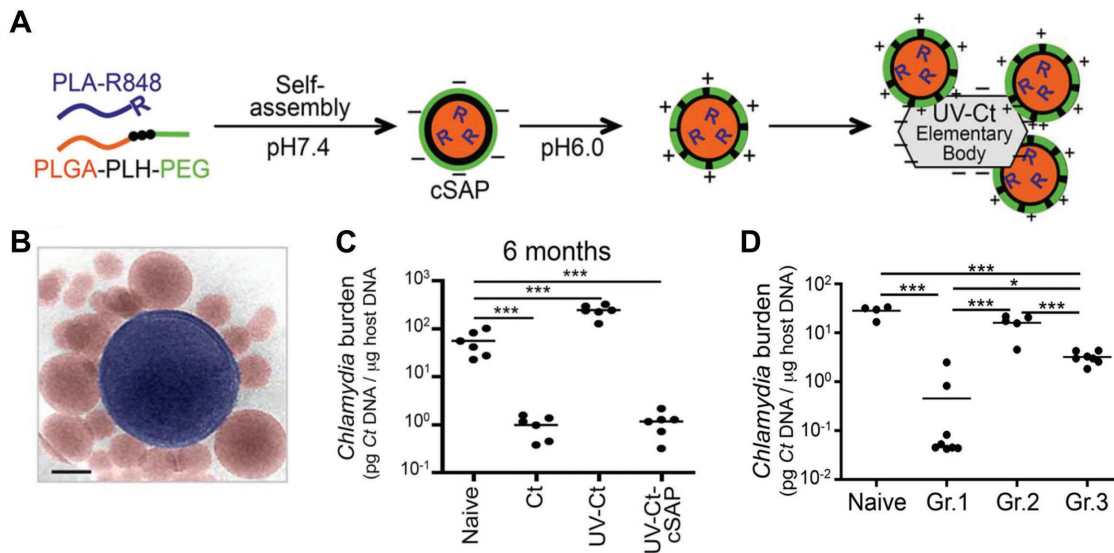 A
PLA-R848
R
PLGA-PLH-PEG
Self-
assembly
pH7.4
R R R
cSAP
pH6.0
R R R
R R R
R R R
R R R
UV-Ct
Elementary
Body
B
C
6 months
Chlamydia burden
(pg Ct DNA / µg host DNA
10³
10²
10¹
10⁰
10⁻¹
***
***
***
Naive
Ct
UV-Ct
UV-Ct-
cSAP
D
Chlamydia burden
(pg Ct DNA / µg host DNA)
10²
10¹
10⁰
10⁻¹
10⁻²
***
***
*
***
***
Naive Gr.1 Gr.2 Gr.3